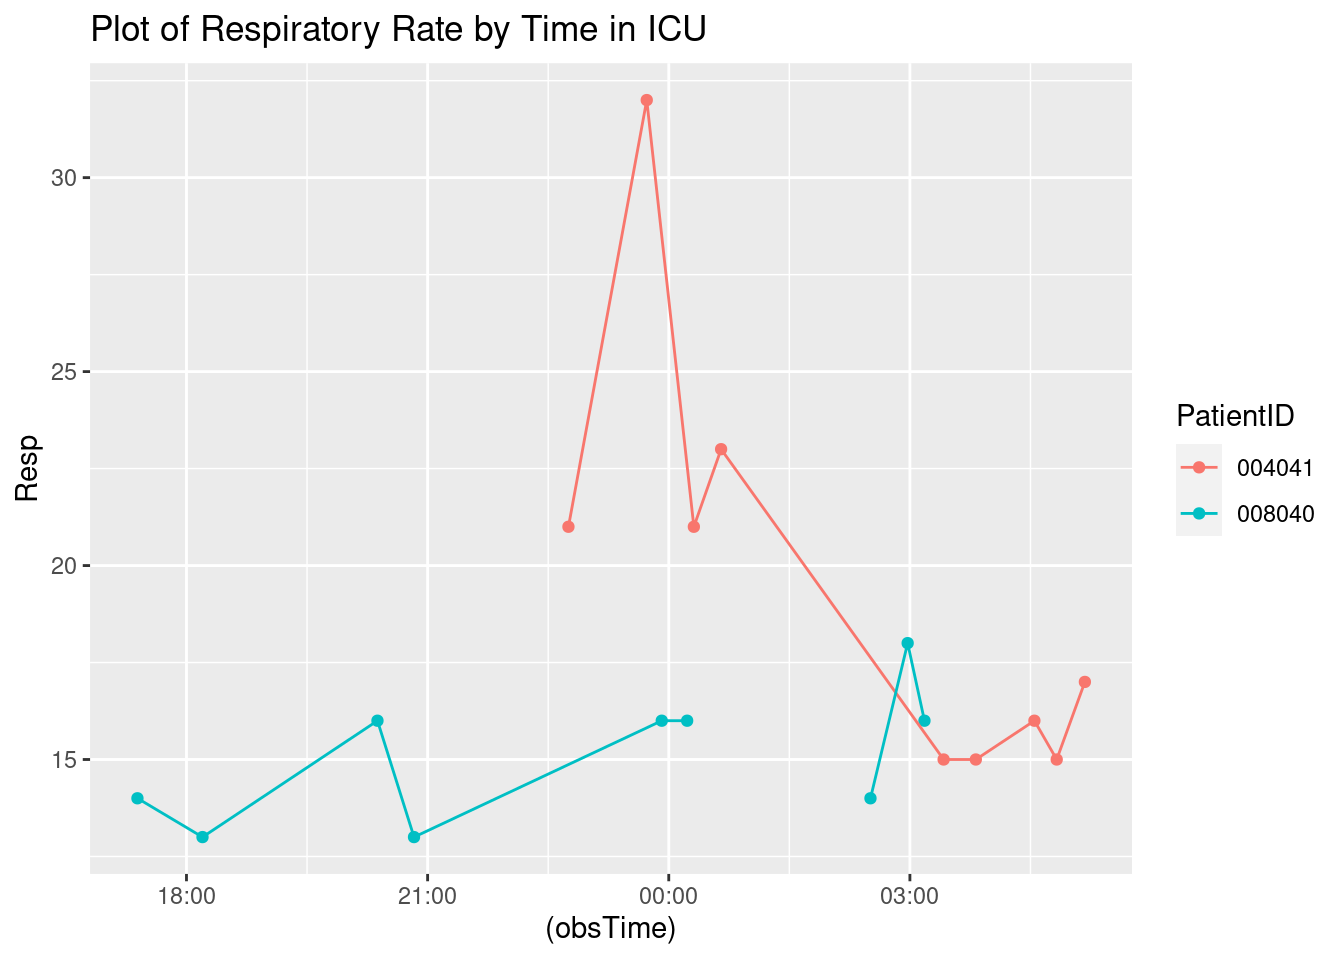 Plot of Respiratory Rate by Time in ICU
Resp
30
25
20
15
18:00 21:00 00:00 03:00
(obsTime)
PatientID
004041
008040